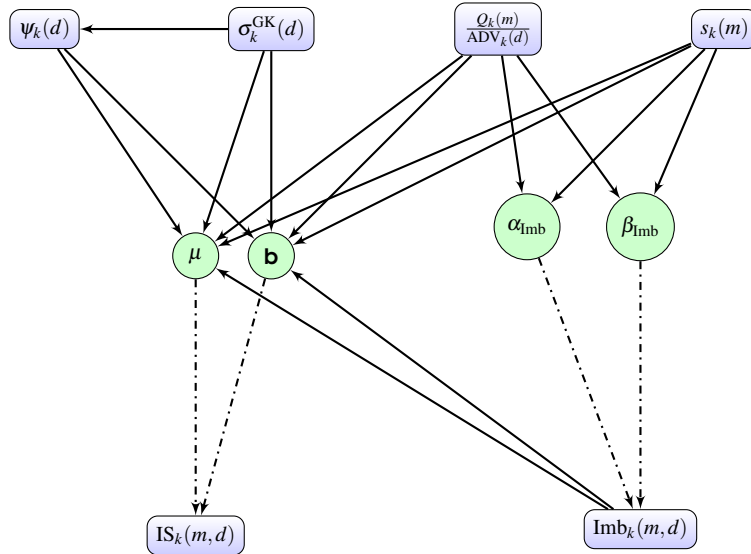 ψ_k(d)
σ_k^GK(d)
Q_k(m)
ADV_k(d)
s_k(m)
α_Imb
β_Imb
μ
b
IS_k(m,d)
Imb_k(m,d)